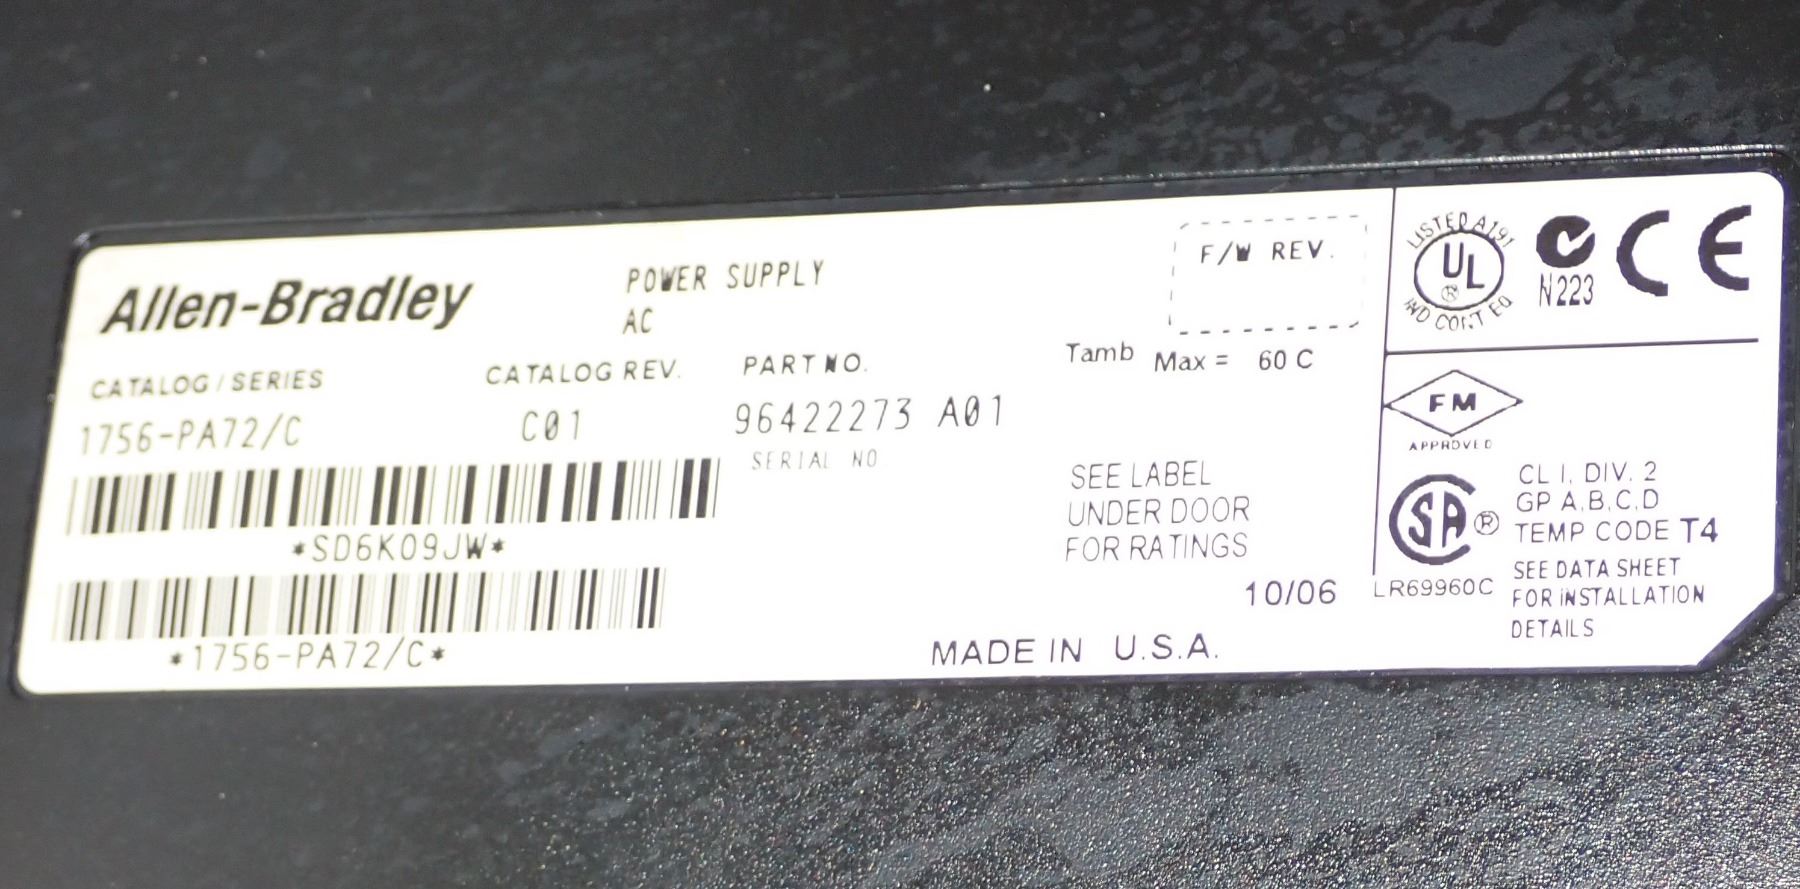 Allen-Bradley
POWER SUPPLY
AC
CATALOG / SERIES
1756-PA72/C
CATALOG REV.
C01
PART NO.
96422273 A01
SERIAL NO
*SD6K09JW*
*1756-PA72/C*
F/W REV.
Tamb Max = 60 C
SEE LABEL
UNDER DOOR
FOR RATINGS
10/06
MADE IN U.S.A.
LISTED A191
UL
®
IND CONT EQ
N223
CE
FM
APPROVED
SA ®
LR69960C
CL I, DIV. 2
GP A,B,C,D
TEMP CODE T4
SEE DATA SHEET
FOR INSTALLATION
DETAILS